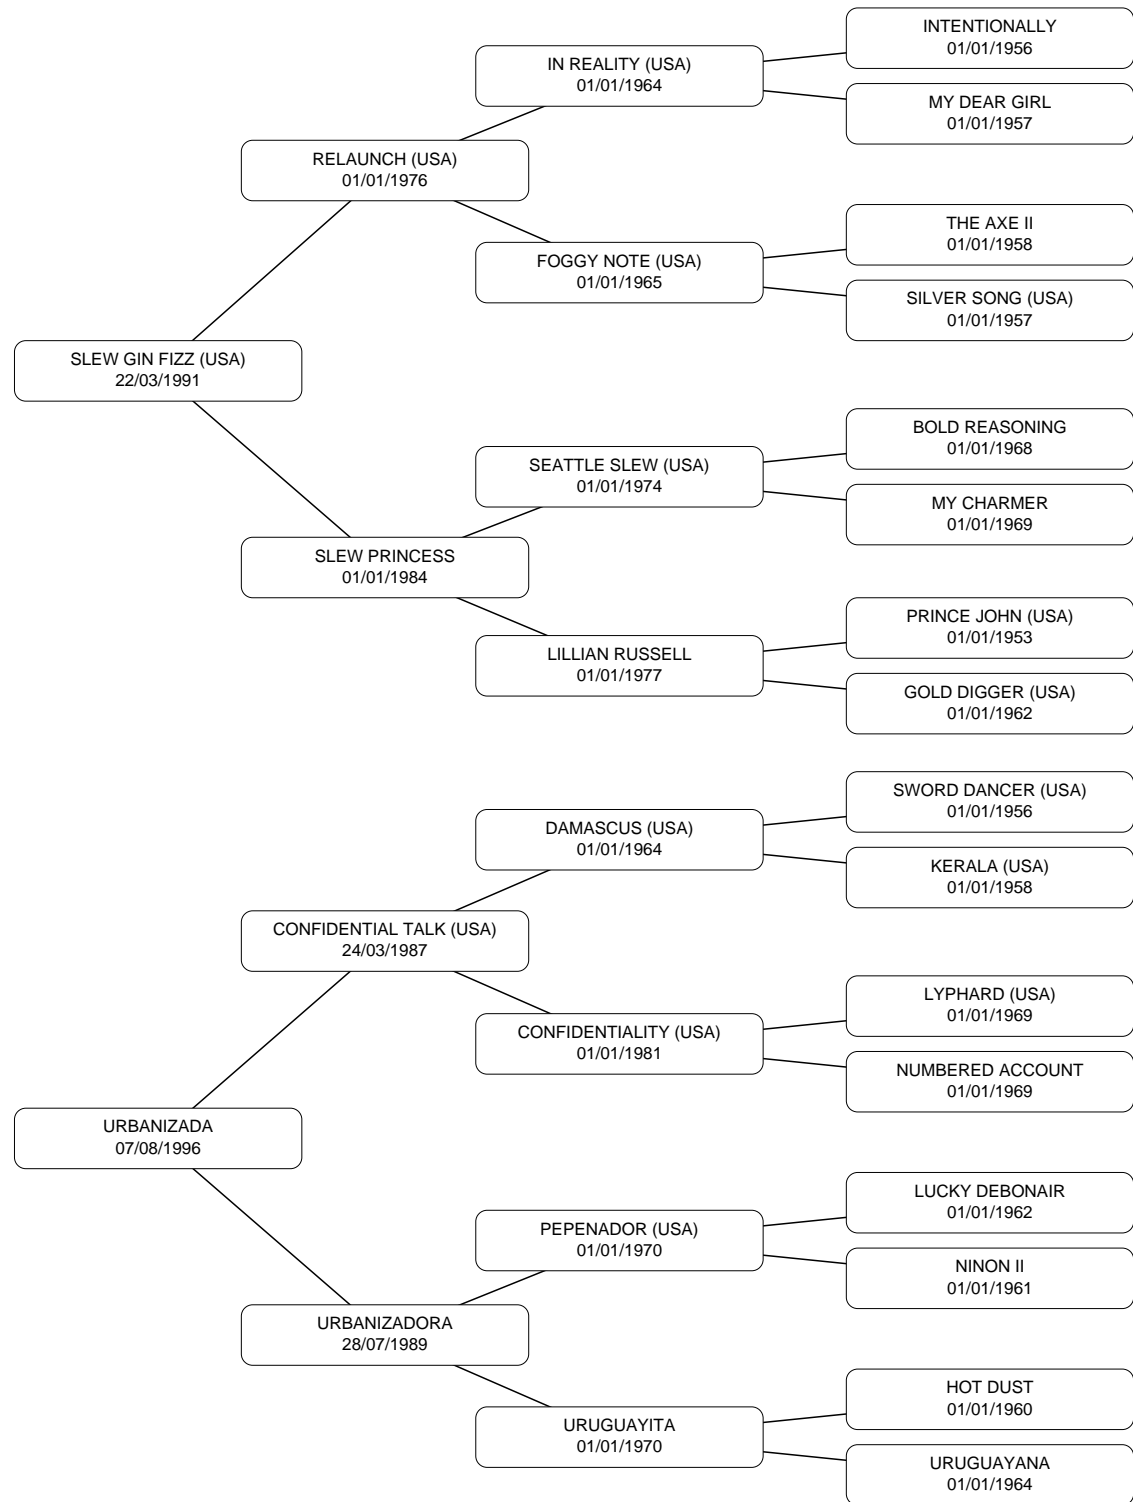 INTENTIONALLY
01/01/1956
IN REALITY (USA)
01/01/1964
MY DEAR GIRL
01/01/1957
RELAUNCH (USA)
01/01/1976
THE AXE II
01/01/1958
FOGGY NOTE (USA)
01/01/1965
SILVER SONG (USA)
01/01/1957
SLEW GIN FIZZ (USA)
22/03/1991
BOLD REASONING
01/01/1968
SEATTLE SLEW (USA)
01/01/1974
MY CHARMER
01/01/1969
SLEW PRINCESS
01/01/1984
PRINCE JOHN (USA)
01/01/1953
LILLIAN RUSSELL
01/01/1977
GOLD DIGGER (USA)
01/01/1962
SWORD DANCER (USA)
01/01/1956
DAMASCUS (USA)
01/01/1964
KERALA (USA)
01/01/1958
CONFIDENTIAL TALK (USA)
24/03/1987
LYPHARD (USA)
01/01/1969
CONFIDENTIALITY (USA)
01/01/1981
NUMBERED ACCOUNT
01/01/1969
URBANIZADA
07/08/1996
LUCKY DEBONAIR
01/01/1962
PEPENADOR (USA)
01/01/1970
NINON II
01/01/1961
URBANIZADORA
28/07/1989
HOT DUST
01/01/1960
URUGUAYITA
01/01/1970
URUGUAYANA
01/01/1964